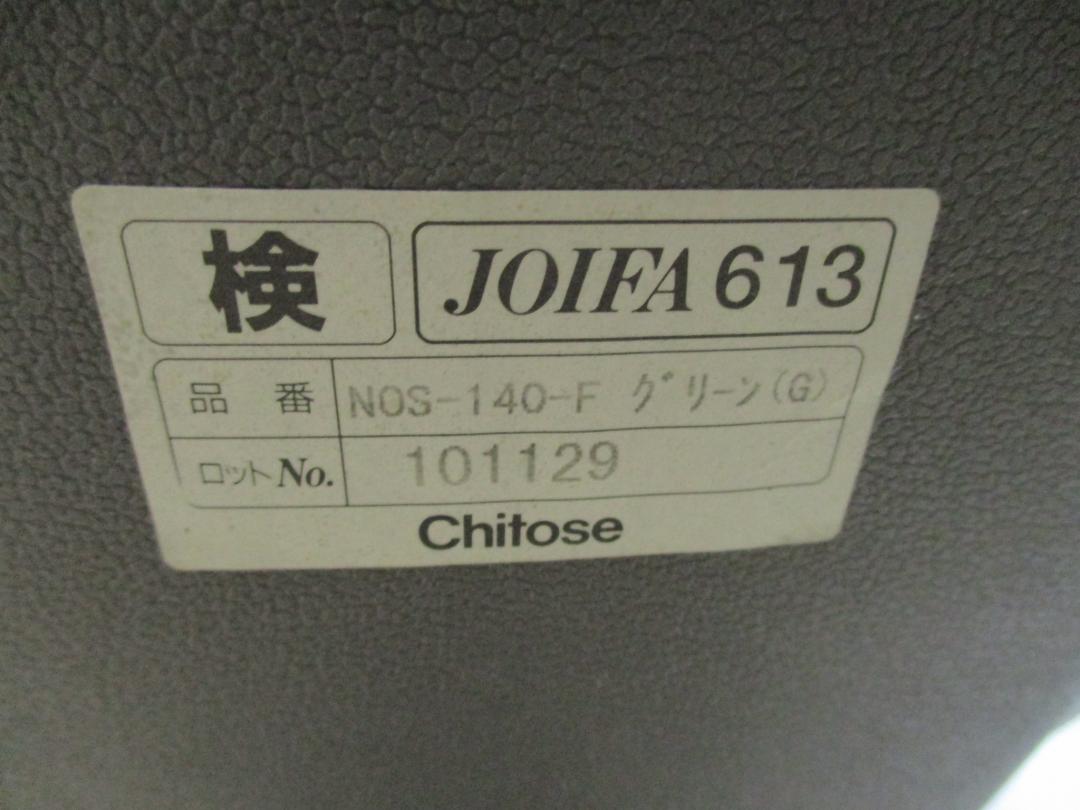 検 JOIFA 613
品番 NOS-140-F グリーン(G)
ロットNo. 101129
Chitose